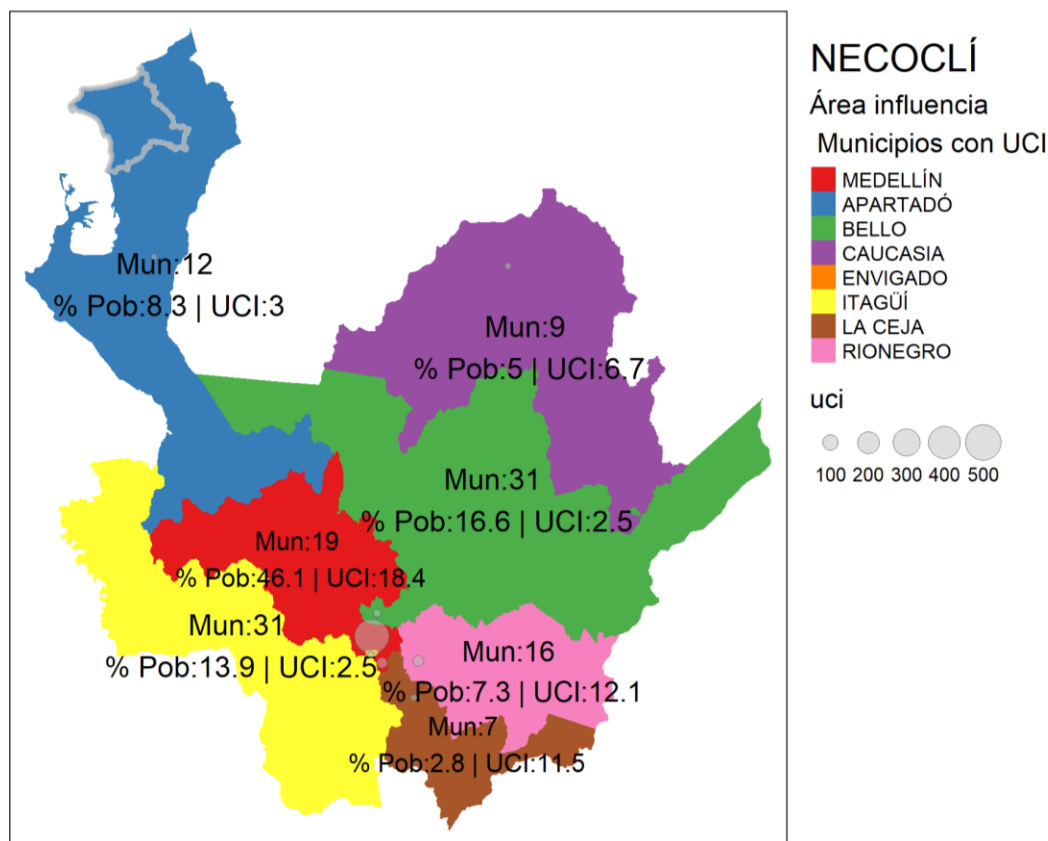 NECOCLÍ
Área influencia
Municipios con UCI
MEDELLÍN
APARTADÓ
BELLO
CAUCASIA
ENVIGADO
ITAGÜÍ
LA CEJA
RIONEGRO
uci
100 200 300 400 500
Mun:12
% Pob:8.3 | UCI:3
Mun:9
% Pob:5 | UCI:6.7
Mun:31
% Pob:16.6 | UCI:2.5
Mun:19
% Pob:46.1 | UCI:18.4
Mun:31
% Pob:13.9 | UCI:2.5
Mun:16
% Pob:7.3 | UCI:12.1
Mun:7
% Pob:2.8 | UCI:11.5